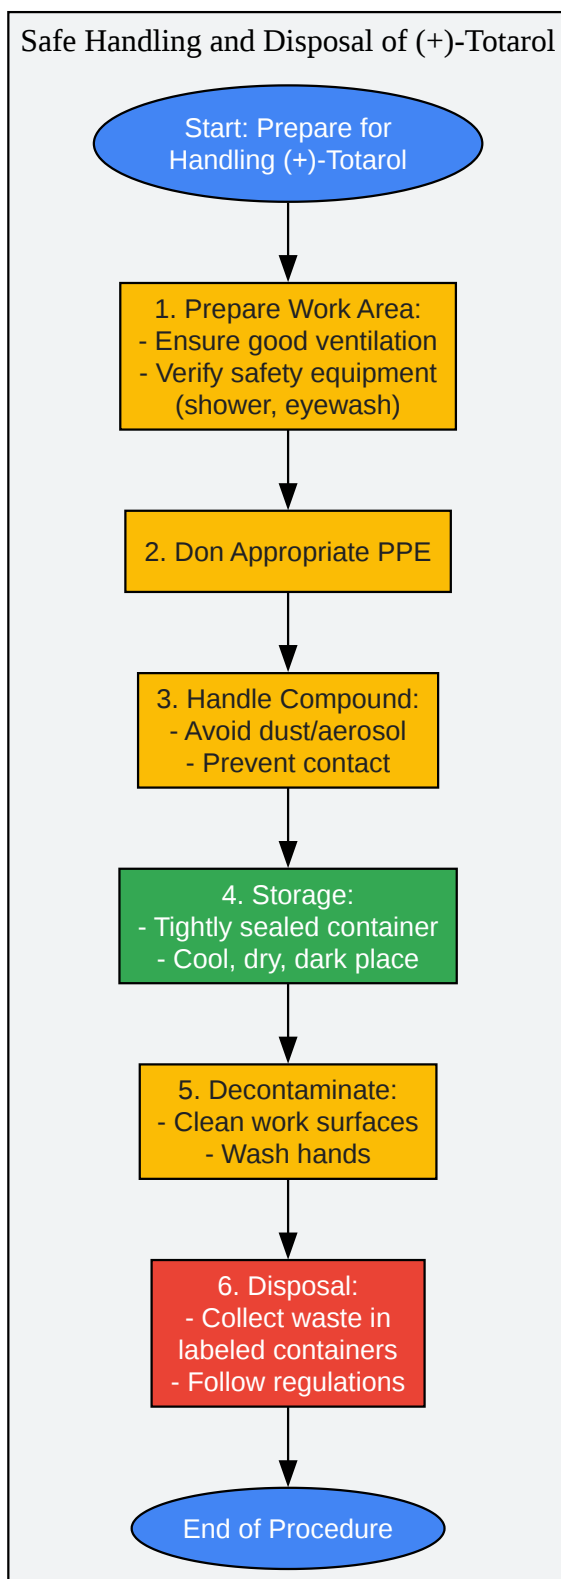 Safe Handling and Disposal of (+)-Totarol
Start: Prepare for
Handling (+)-Totarol
1. Prepare Work Area:
- Ensure good ventilation
- Verify safety equipment
(shower, eyewash)
2. Don Appropriate PPE
3. Handle Compound:
- Avoid dust/aerosol
- Prevent contact
4. Storage:
- Tightly sealed container
- Cool, dry, dark place
5. Decontaminate:
- Clean work surfaces
- Wash hands
6. Disposal:
- Collect waste in
labeled containers
- Follow regulations
End of Procedure